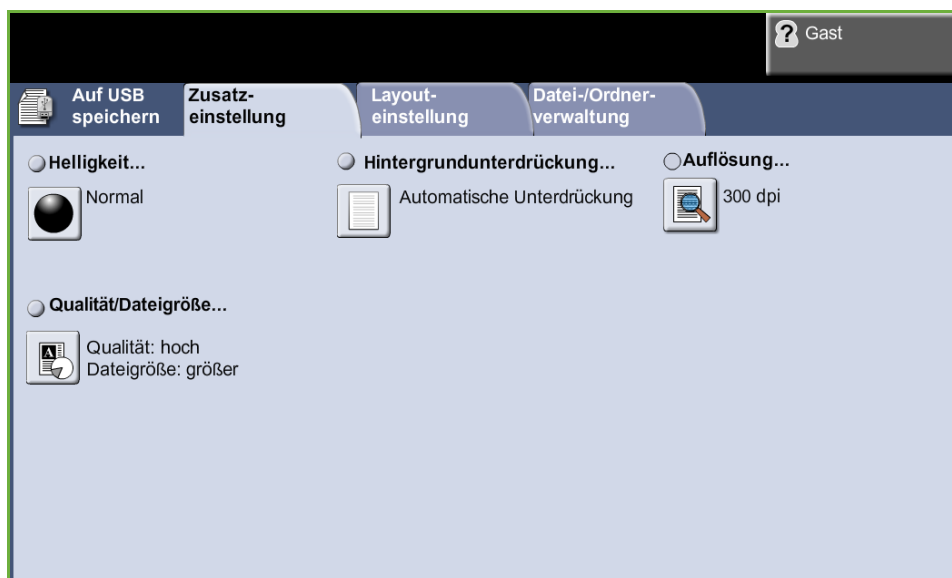 Gast
Auf USB
speichern
Zusatz-
einstellung
Layout-
einstellung
Datei-/Ordner-
verwaltung
Helligkeit...
Normal
Hintergrundunterdrückung...
Automatische Unterdrückung
Auflösung...
300 dpi
Qualität/Dateigröße...
Qualität: hoch
Dateigröße: größer